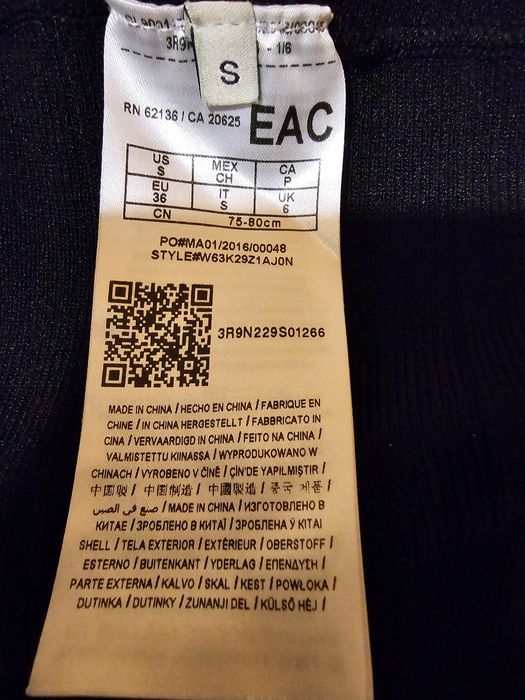 3R9N - 1/6
S
RN 62136 / CA 20625 EAC
US S MEX CH CA P
EU 36 IT S UK 6
CN 75-80cm
PO#MA01/2016/00048
STYLE#W63K29Z1AJ0N
3R9N229S01266
MADE IN CHINA / HECHO EN CHINA / FABRIQUE EN
CHINE / IN CHINA HERGESTELLT / FABBRICATO IN
CINA / VERVAARDIGD IN CHINA / FEITO NA CHINA /
VALMISTETTU KIINASSA / WYPRODUKOWANO W
CHINACH / VYROBENO V ČÍNĚ / ÇİN'DE YAPILMIŞTIR /
中国製 / 中国制造 / 中國製造 / 중국 제품 /
صنع في الصين / MADE IN CHINA / ИЗГОТОВЛЕНО В
КИТАЕ / ЗРОБЛЕНО В КИТАЇ / ЗРОБЛЕНА Ў КІТАІ
SHELL / TELA EXTERIOR / EXTÉRIEUR / OBERSTOFF /
ESTERNO / BUITENKANT / YDERLAG / ΕΠΕΝΔΥΣΗ /
PARTE EXTERNA / KALVO / SKAL / KEST / POWŁOKA /
DUTINKA / DUTINKY / ZUNANJI DEL / KÜLSŐ HÉJ /